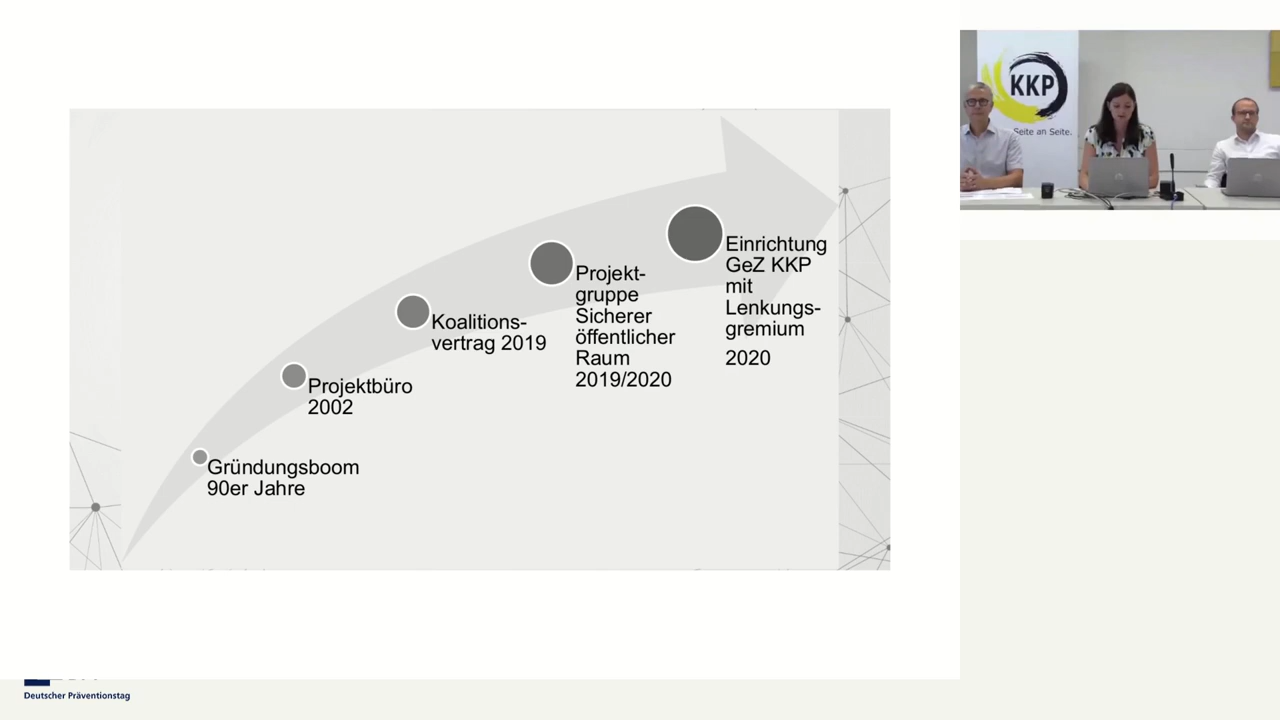 Gründungsboom
90er Jahre
Projektbüro
2002
Koalitions-
vertrag 2019
Projekt-
gruppe
Sicherer
öffentlicher
Raum
2019/2020
Einrichtung
GeZ KKP
mit
Lenkungs-
gremium
2020
KKP
Seite an Seite.
Deutscher Präventionstag